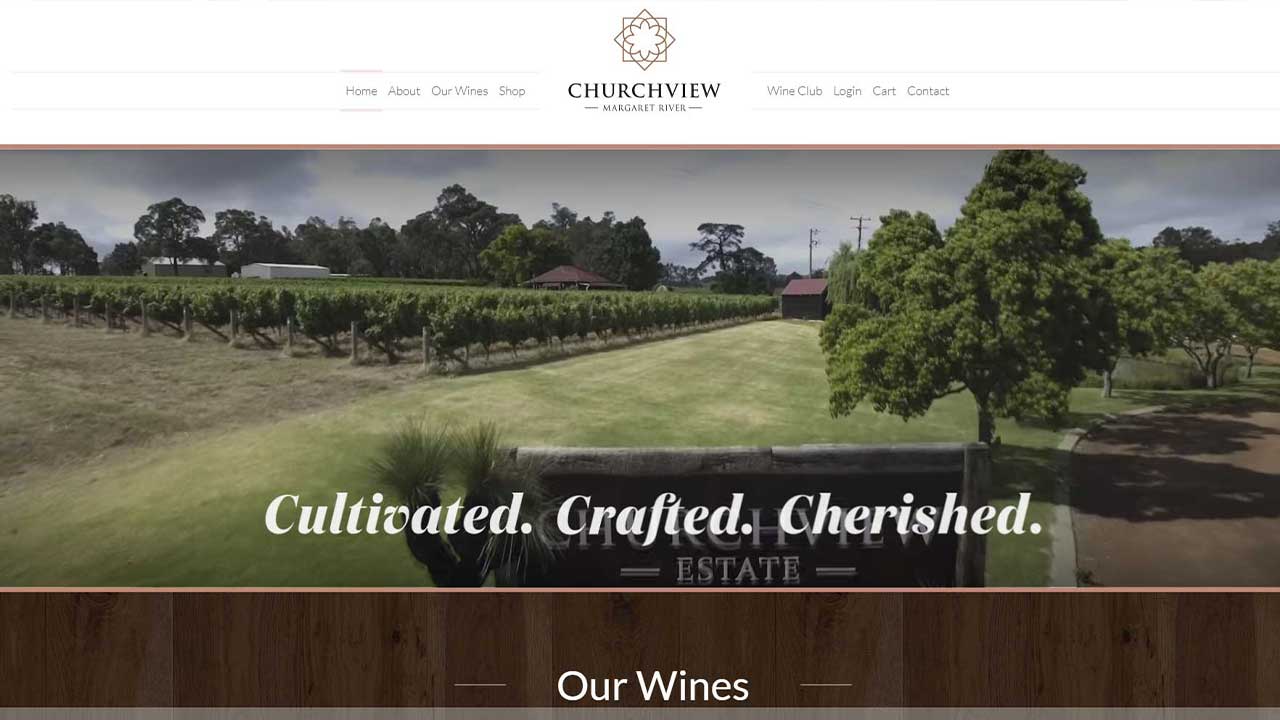 Home About Our Wines Shop
CHURCHVIEW
MARGARET RIVER
Wine Club Login Cart Contact
Cultivated. Crafted. Cherished.
CHURCHVIEW
ESTATE
Our Wines